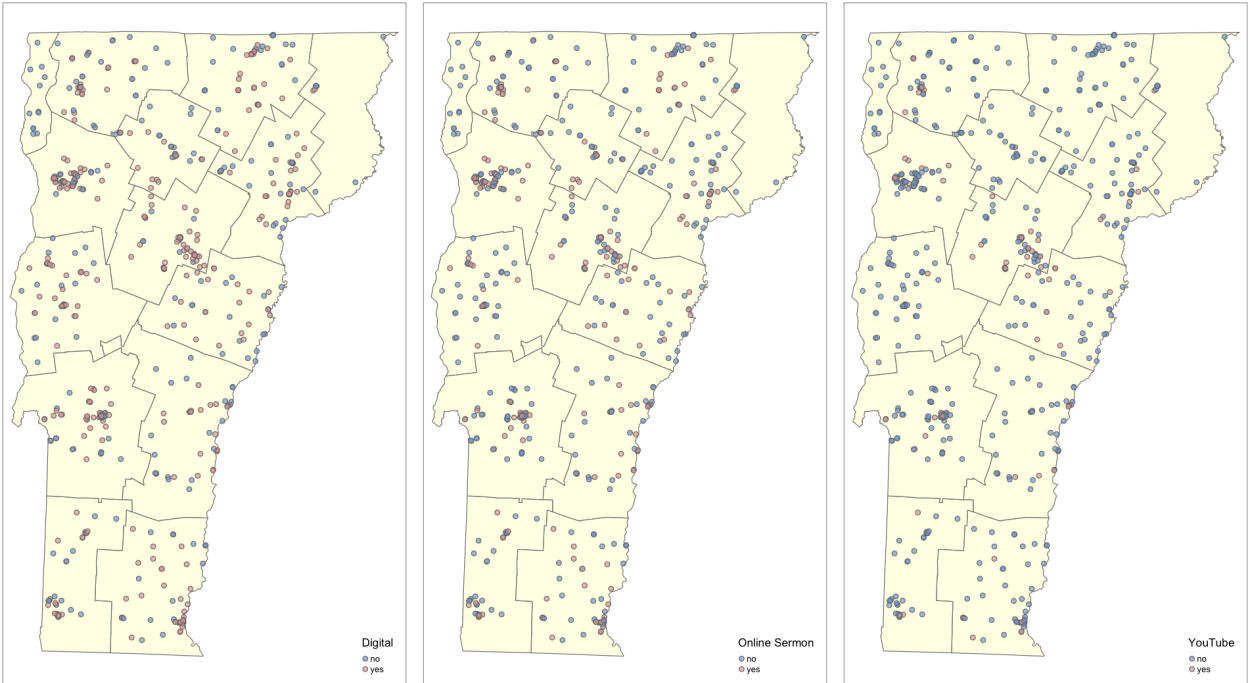 Digital
no
yes
Online Sermon
no
yes
YouTube
no
yes